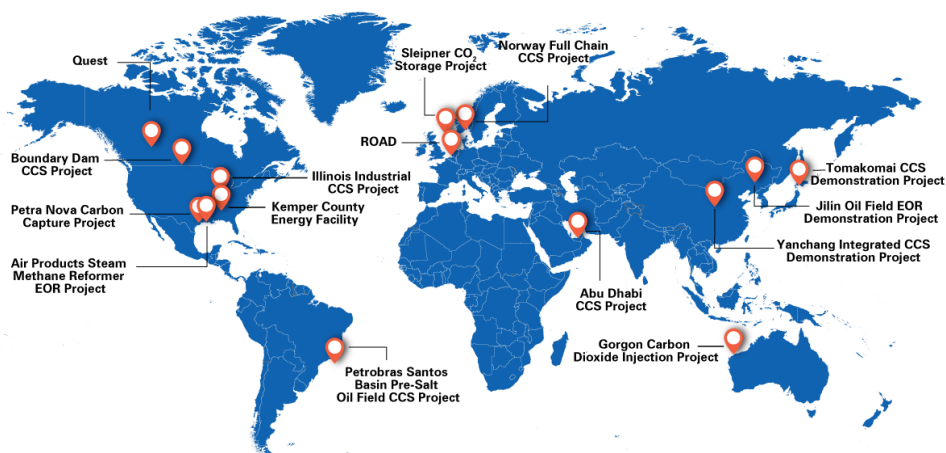 Quest
Sleipner CO₂
Storage Project
Norway Full Chain
CCS Project
ROAD
Boundary Dam
CCS Project
Illinois Industrial
CCS Project
Tomakomai CCS
Demonstration Project
Petra Nova Carbon
Capture Project
Kemper County
Energy Facility
Jilin Oil Field EOR
Demonstration Project
Yanchang Integrated CCS
Demonstration Project
Air Products Steam
Methane Reformer
EOR Project
Abu Dhabi
CCS Project
Gorgon Carbon
Dioxide Injection Project
Petrobras Santos
Basin Pre-Salt
Oil Field CCS Project